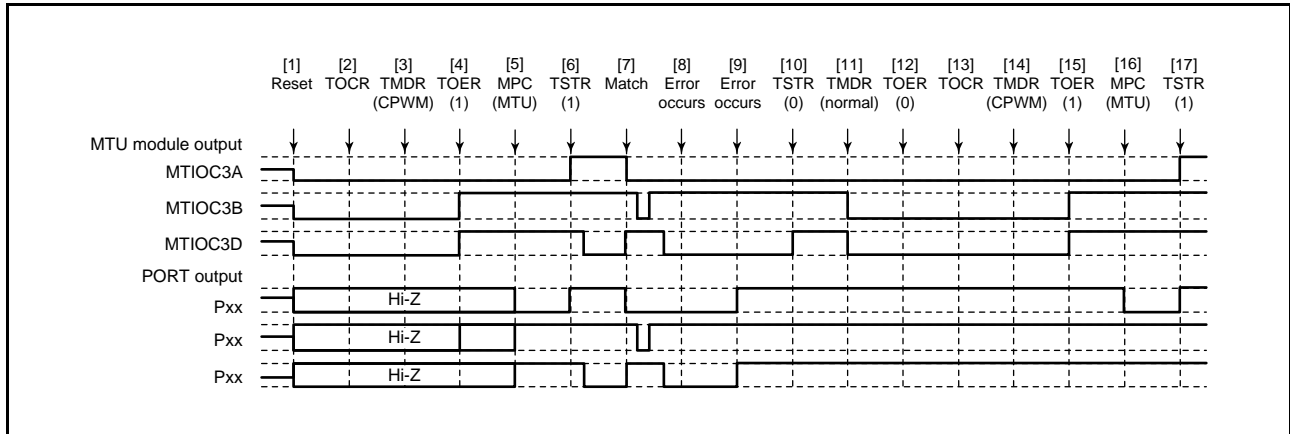 [1] [2] [3] [4] [5] [6] [7] [8] [9] [10] [11] [12] [13] [14] [15] [16] [17]
Reset TOCR TMDR TOER MPC TSTR Match Error Error TSTR TMDR TOER TOCR TMDR TOER MPC TSTR
(CPWM) (1) (MTU) (1) occurs occurs (0) (normal) (0) (CPWM) (1) (MTU) (1)
MTU module output
MTIOC3A
MTIOC3B
MTIOC3D
PORT output
Pxx Hi-Z
Pxx Hi-Z
Pxx Hi-Z